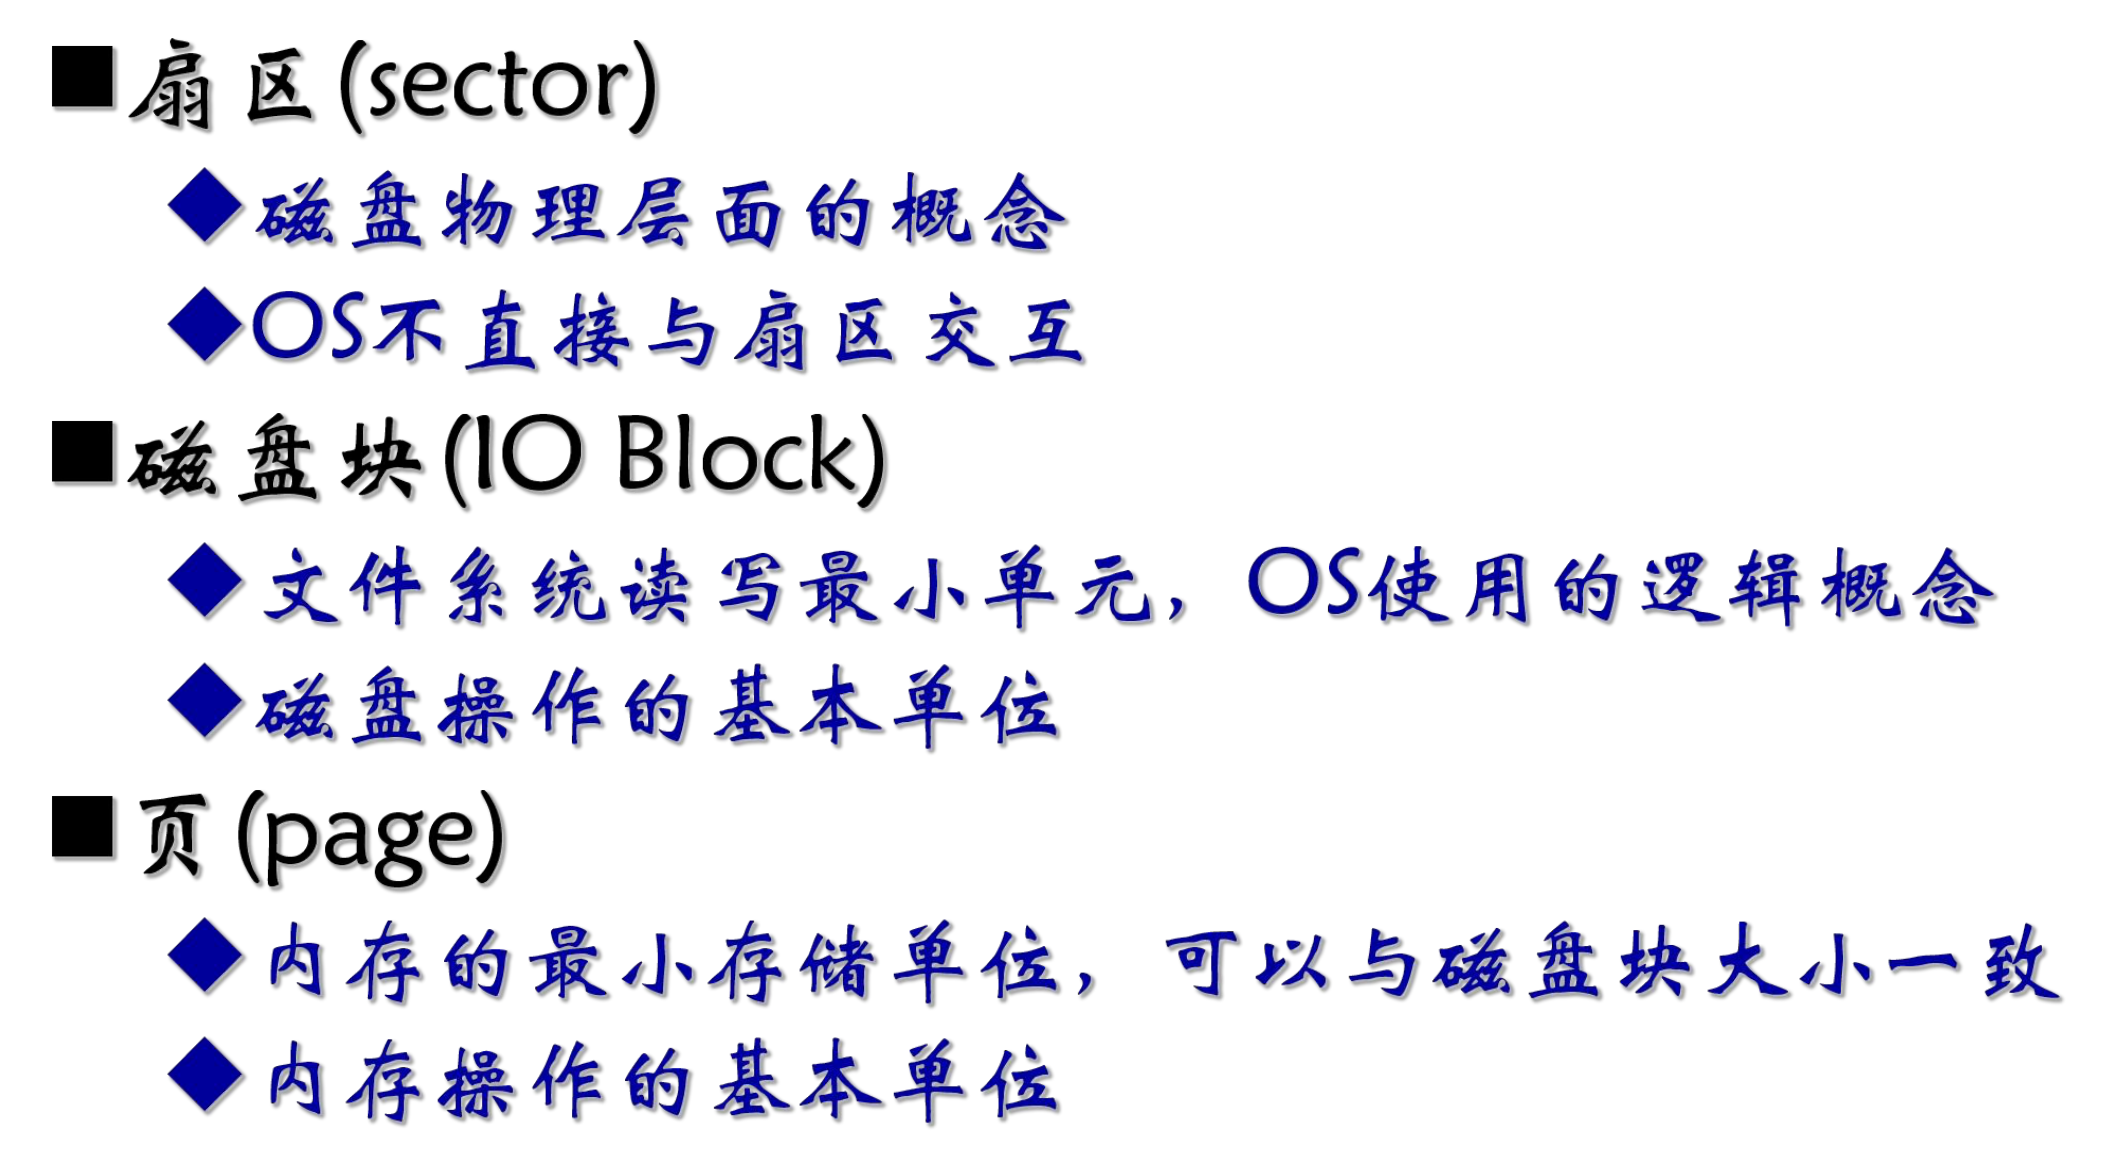 扇区(sector)
磁盘物理层面的概念
OS不直接与扇区交互
磁盘块(IO Block)
文件系统读写最小单元，OS使用的逻辑概念
磁盘操作的基本单位
页(page)
内存的最小存储单位，可以与磁盘块大小一致
内存操作的基本单位